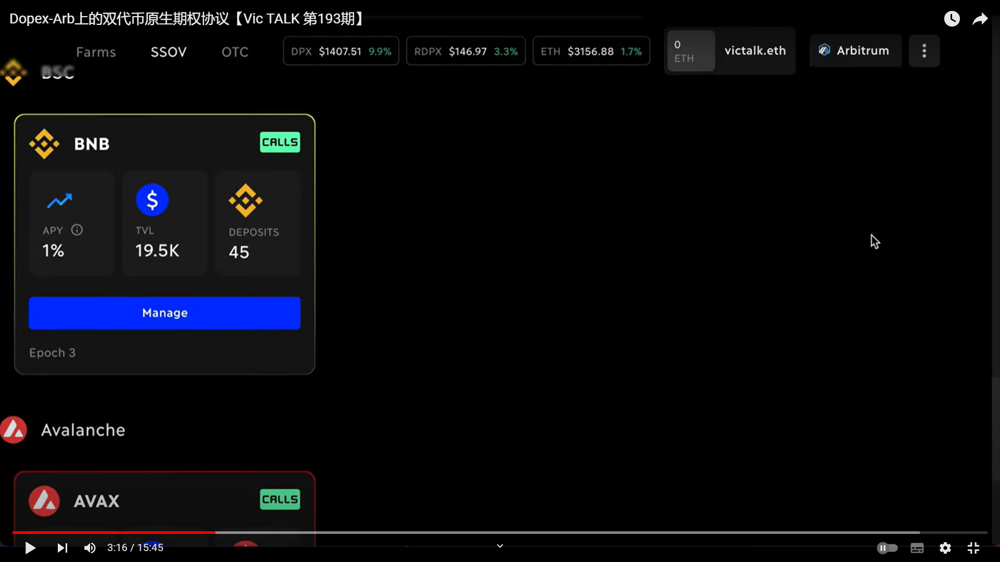 Dopex-Arb上的双代币原生期权协议【Vic TALK 第193期】
Farms SSOV OTC DPX $1407.51 9.9% RDPX $146.97 3.3% ETH $3156.88 1.7% 0 ETH victalk.eth Arbitrum
BSC
BNB CALLS
APY TVL DEPOSITS
1% 19.5K 45
Manage
Epoch 3
Avalanche
AVAX CALLS
3:16 / 15:45